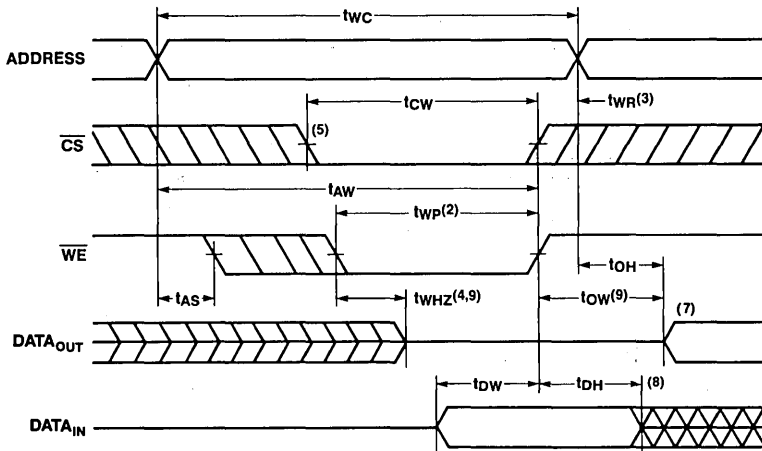 tWC
ADDRESS
tCW
tWR(3)
CS
(5)
tAW
tWP(2)
WE
tOH
tAS
tWHZ(4,9)
tOW(9)
(7)
DATAOUT
tDW
tDH
(8)
DATAIN